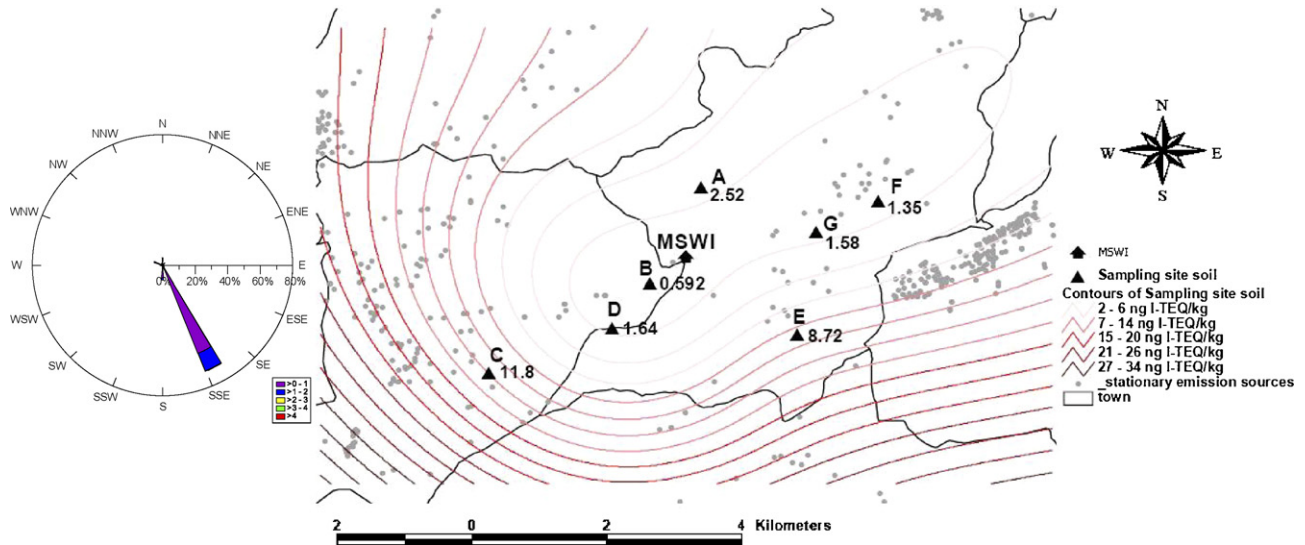 N
NNW
NNE
NW
NE
WNW
ENE
W
0%
20%
40%
60%
80%
E
WSW
ESE
SW
SE
SSW
SSE
S
>0 - 1
>1 - 2
>2 - 3
>3 - 4
>4
A
2.52
F
1.35
G
1.58
MSWI
B
0.592
D
1.64
E
8.72
C
11.8
N
W
E
S
MSWI
Sampling site soil
Contours of Sampling site soil
2 - 6 ng I-TEQ/kg
7 - 14 ng I-TEQ/kg
15 - 20 ng I-TEQ/kg
21 - 26 ng I-TEQ/kg
27 - 34 ng I-TEQ/kg
_stationary emission sources
town
2 0 2 4 Kilometers